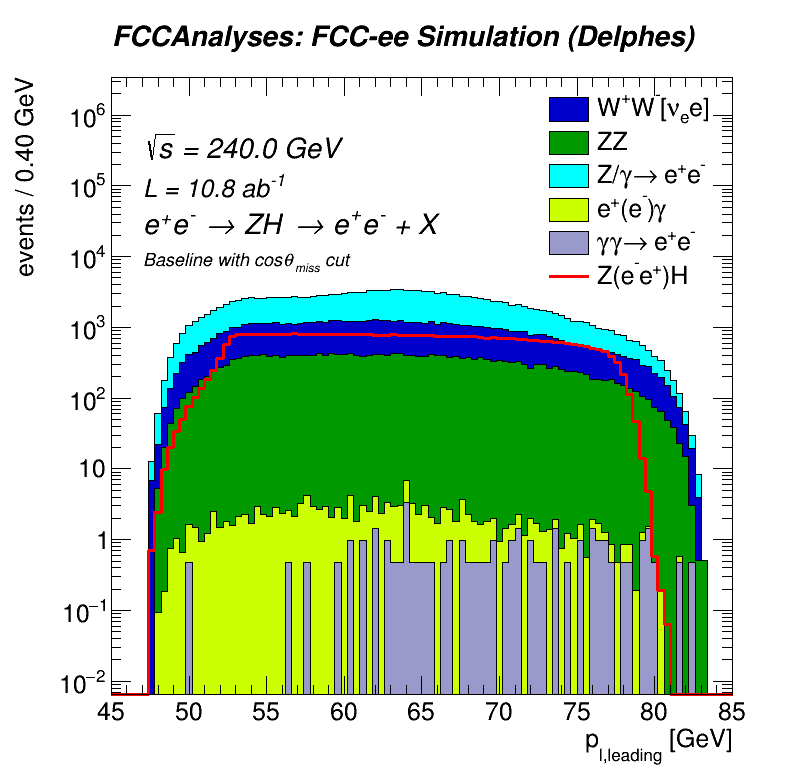 FCCAnalyses: FCC-ee Simulation (Delphes)
events / 0.40 GeV
√s = 240.0 GeV
L = 10.8 ab⁻¹
e⁺e⁻ → ZH → e⁺e⁻ + X
Baseline with cosθ_miss cut
W⁺W⁻[νₑe]
ZZ
Z/γ→ e⁺e⁻
e⁺(e⁻)γ
γγ→ e⁺e⁻
Z(e⁻e⁺)H
10⁶
10⁵
10⁴
10³
10²
10
1
10⁻¹
10⁻²
45 50 55 60 65 70 75 80 85
p_l,leading [GeV]